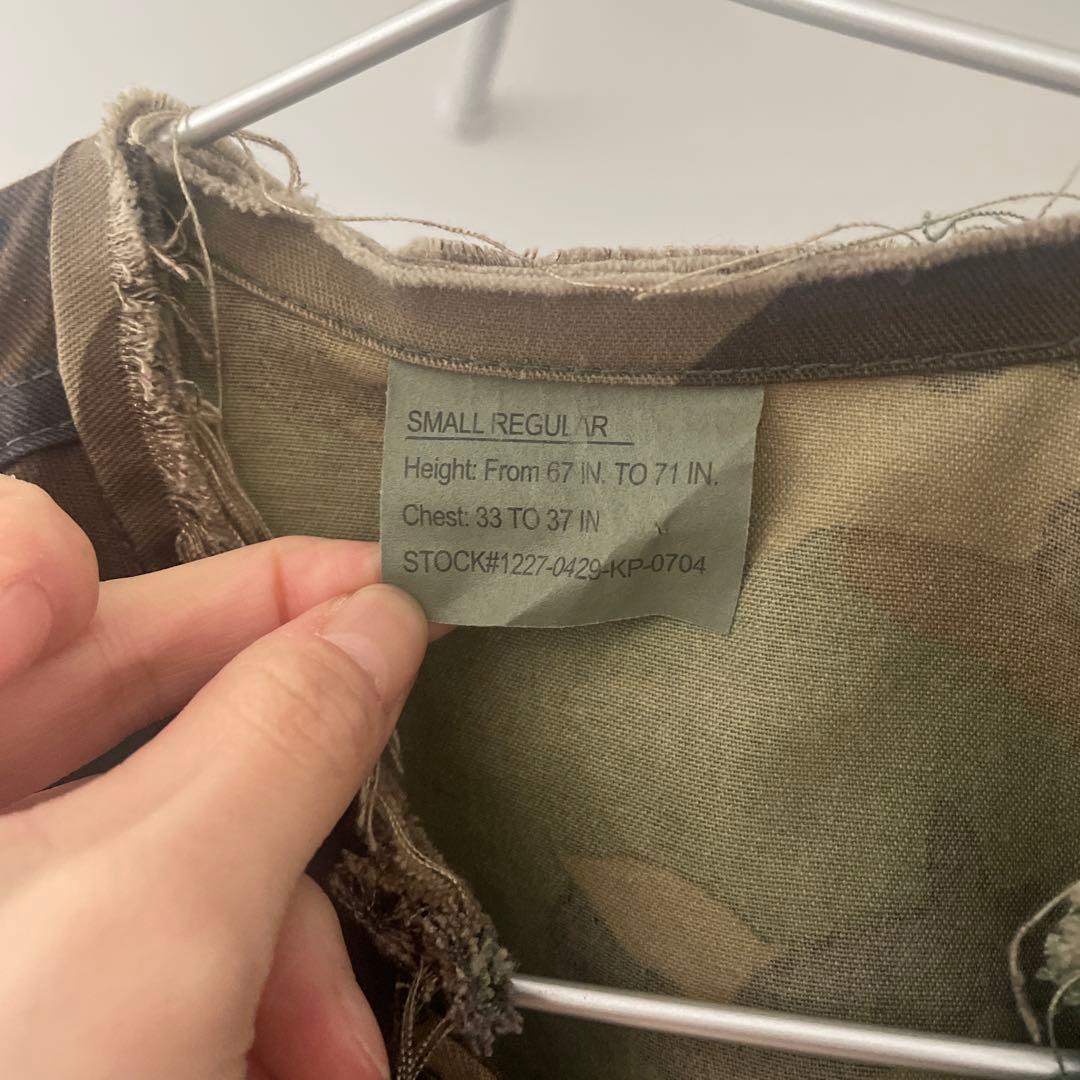 SMALL REGULAR
Height: From 67 IN. TO 71 IN.
Chest: 33 TO 37 IN
STOCK#1227-0429-KP-0704